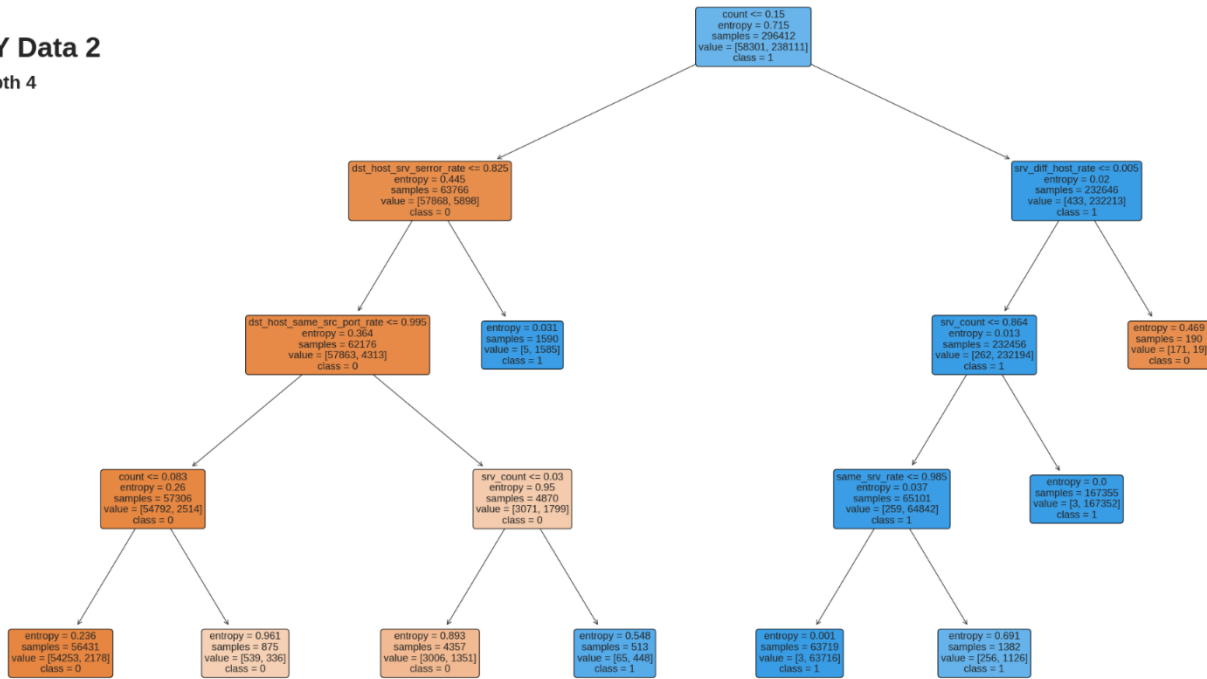 Y Data 2
oth 4
count <= 0.15
entropy = 0.715
samples = 296412
value = [58301, 238111]
class = 1
dst_host_srv_serror_rate <= 0.825
entropy = 0.445
samples = 63766
value = [57868, 5898]
class = 0
srv_diff_host_rate <= 0.005
entropy = 0.02
samples = 232646
value = [433, 232213]
class = 1
dst_host_same_src_port_rate <= 0.995
entropy = 0.364
samples = 62176
value = [57863, 4313]
class = 0
entropy = 0.031
samples = 1590
value = [5, 1585]
class = 1
srv_count <= 0.864
entropy = 0.013
samples = 232456
value = [262, 232194]
class = 1
entropy = 0.469
samples = 190
value = [171, 19]
class = 0
count <= 0.083
entropy = 0.26
samples = 57306
value = [54792, 2514]
class = 0
srv_count <= 0.03
entropy = 0.95
samples = 4870
value = [3071, 1799]
class = 0
same_srv_rate <= 0.985
entropy = 0.037
samples = 65101
value = [259, 64842]
class = 1
entropy = 0.0
samples = 167355
value = [3, 167352]
class = 1
entropy = 0.236
samples = 56431
value = [54253, 2178]
class = 0
entropy = 0.961
samples = 875
value = [539, 336]
class = 0
entropy = 0.893
samples = 4357
value = [3006, 1351]
class = 0
entropy = 0.548
samples = 513
value = [65, 448]
class = 1
entropy = 0.001
samples = 63719
value = [3, 63716]
class = 1
entropy = 0.691
samples = 1382
value = [256, 1126]
class = 1